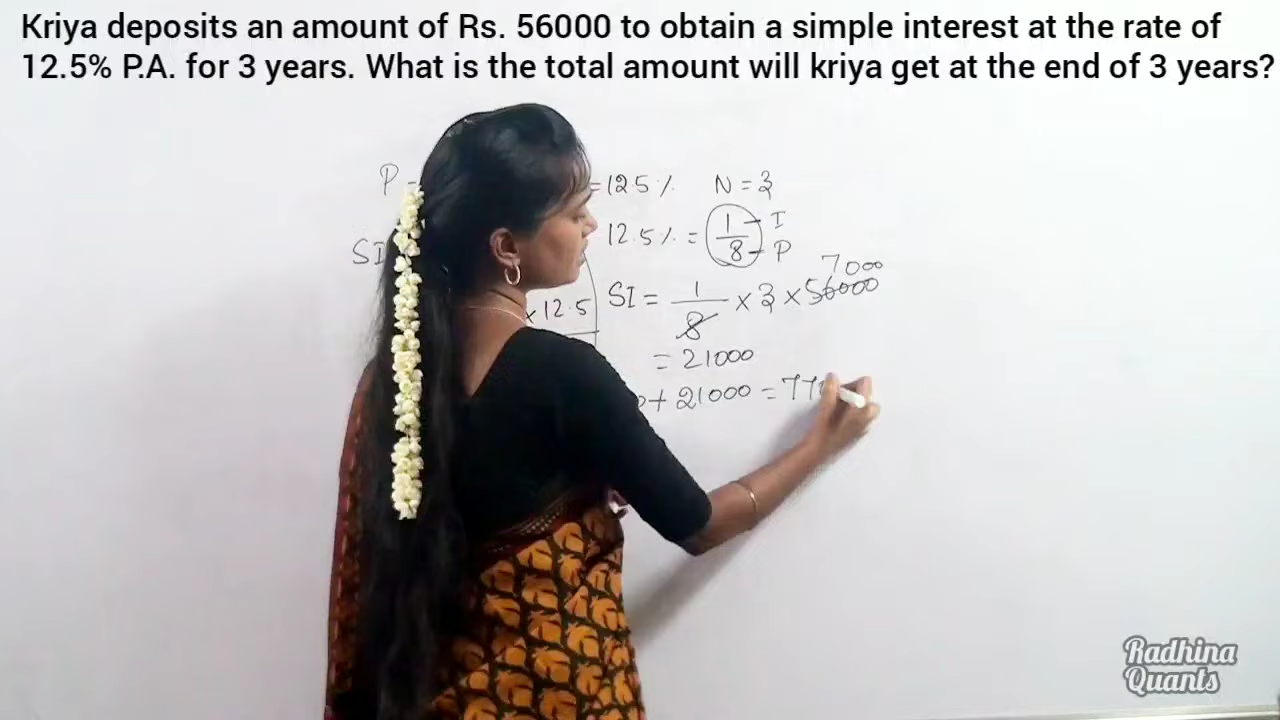 Kriya deposits an amount of Rs. 56000 to obtain a simple interest at the rate of
12.5% P.A. for 3 years. What is the total amount will kriya get at the end of 3 years?
P = = 12.5 % N = 3
SI 12.5 % = 1/8 I P
7000
× 12.5 SI = 1/8 × 3 × 56000
= 21000
+ 21000 =
Radhina
Quants